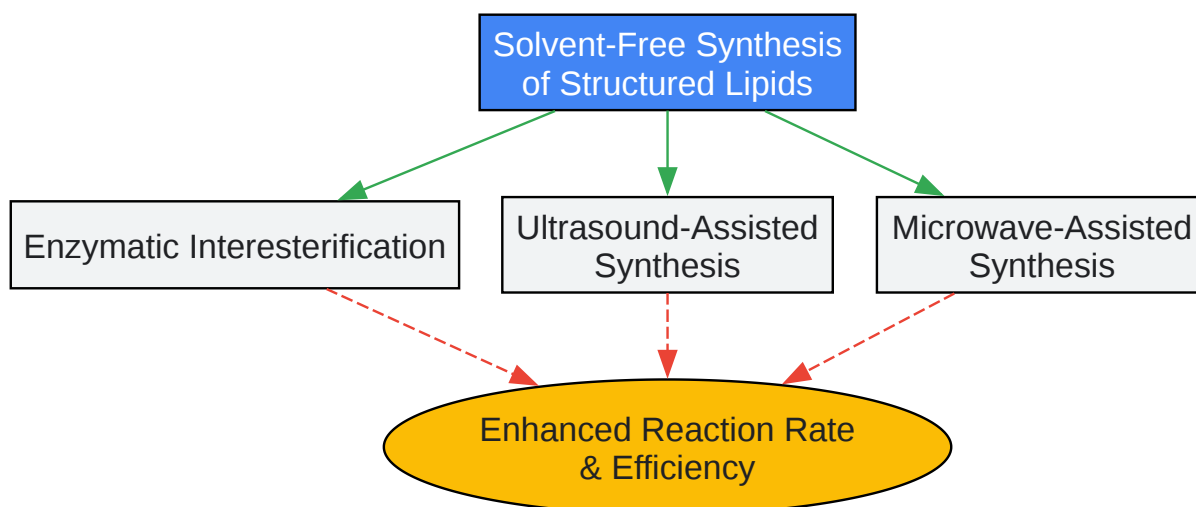 Solvent-Free Synthesis
of Structured Lipids
Enzymatic Interesterification
Ultrasound-Assisted
Synthesis
Microwave-Assisted
Synthesis
Enhanced Reaction Rate
& Efficiency